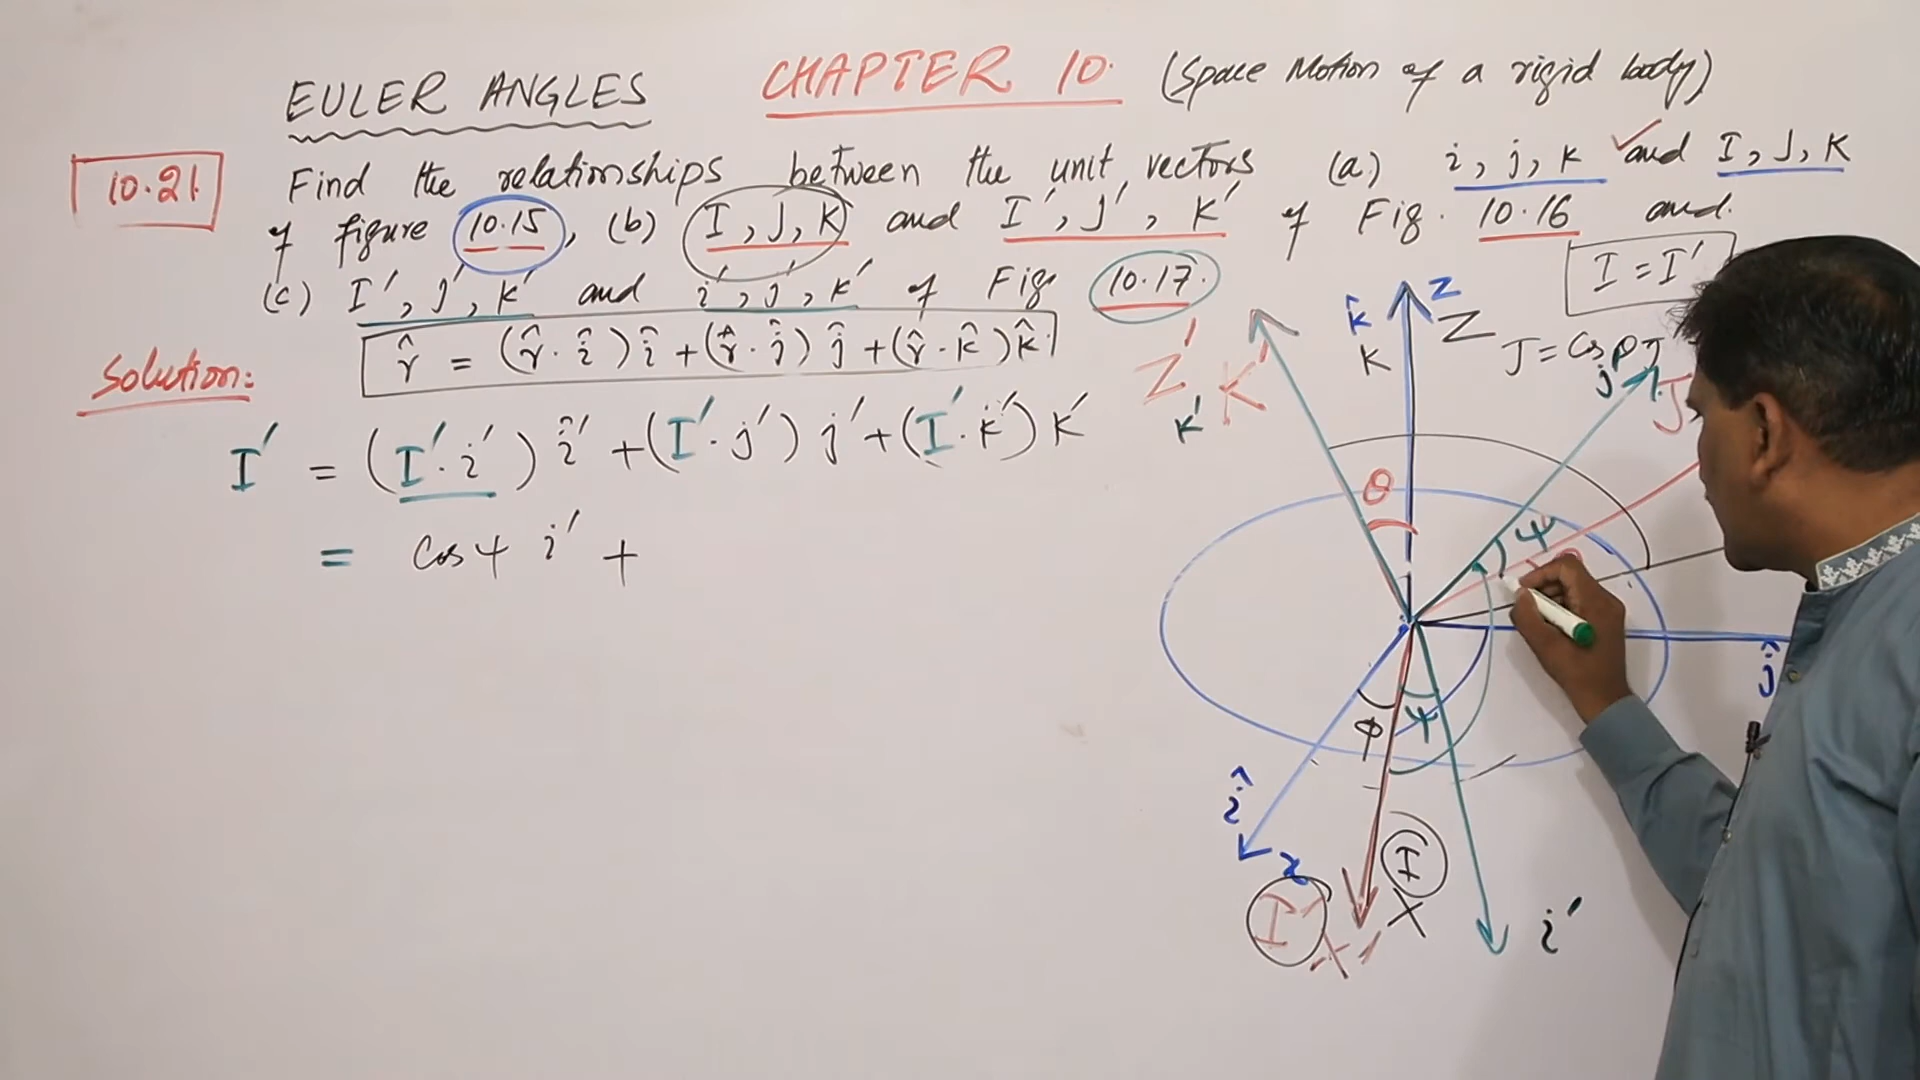 EULER ANGLES CHAPTER 10. (Space Motion of a rigid body)
10.21. Find the relationships between the unit vectors (a.) i, j, k and I, J, K
of figure 10.15, (b) I, J, K and I', J', K' of Fig. 10.16 and.
(c) I', J', K' and i', j', k' of Fig 10.17.
I = I'
Solution:
r̂ = (r̂·î)î + (r̂·ĵ)ĵ + (r̂·k̂)k̂.
J = Cos
I' = (I'·i')î' + (I'·j')j' + (I'·k')k'
= Cosψ i' +
Z' K' k'
k̂ K
z Z
j'
J
θ
ψ
ĵ
φ ψ
î x
I' X'
I X
i'